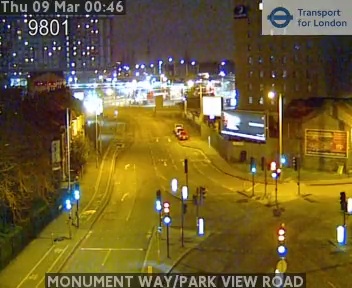 Thu 09 Mar 00:46
9801
Transport
for London
MONUMENT WAY/PARK VIEW ROAD